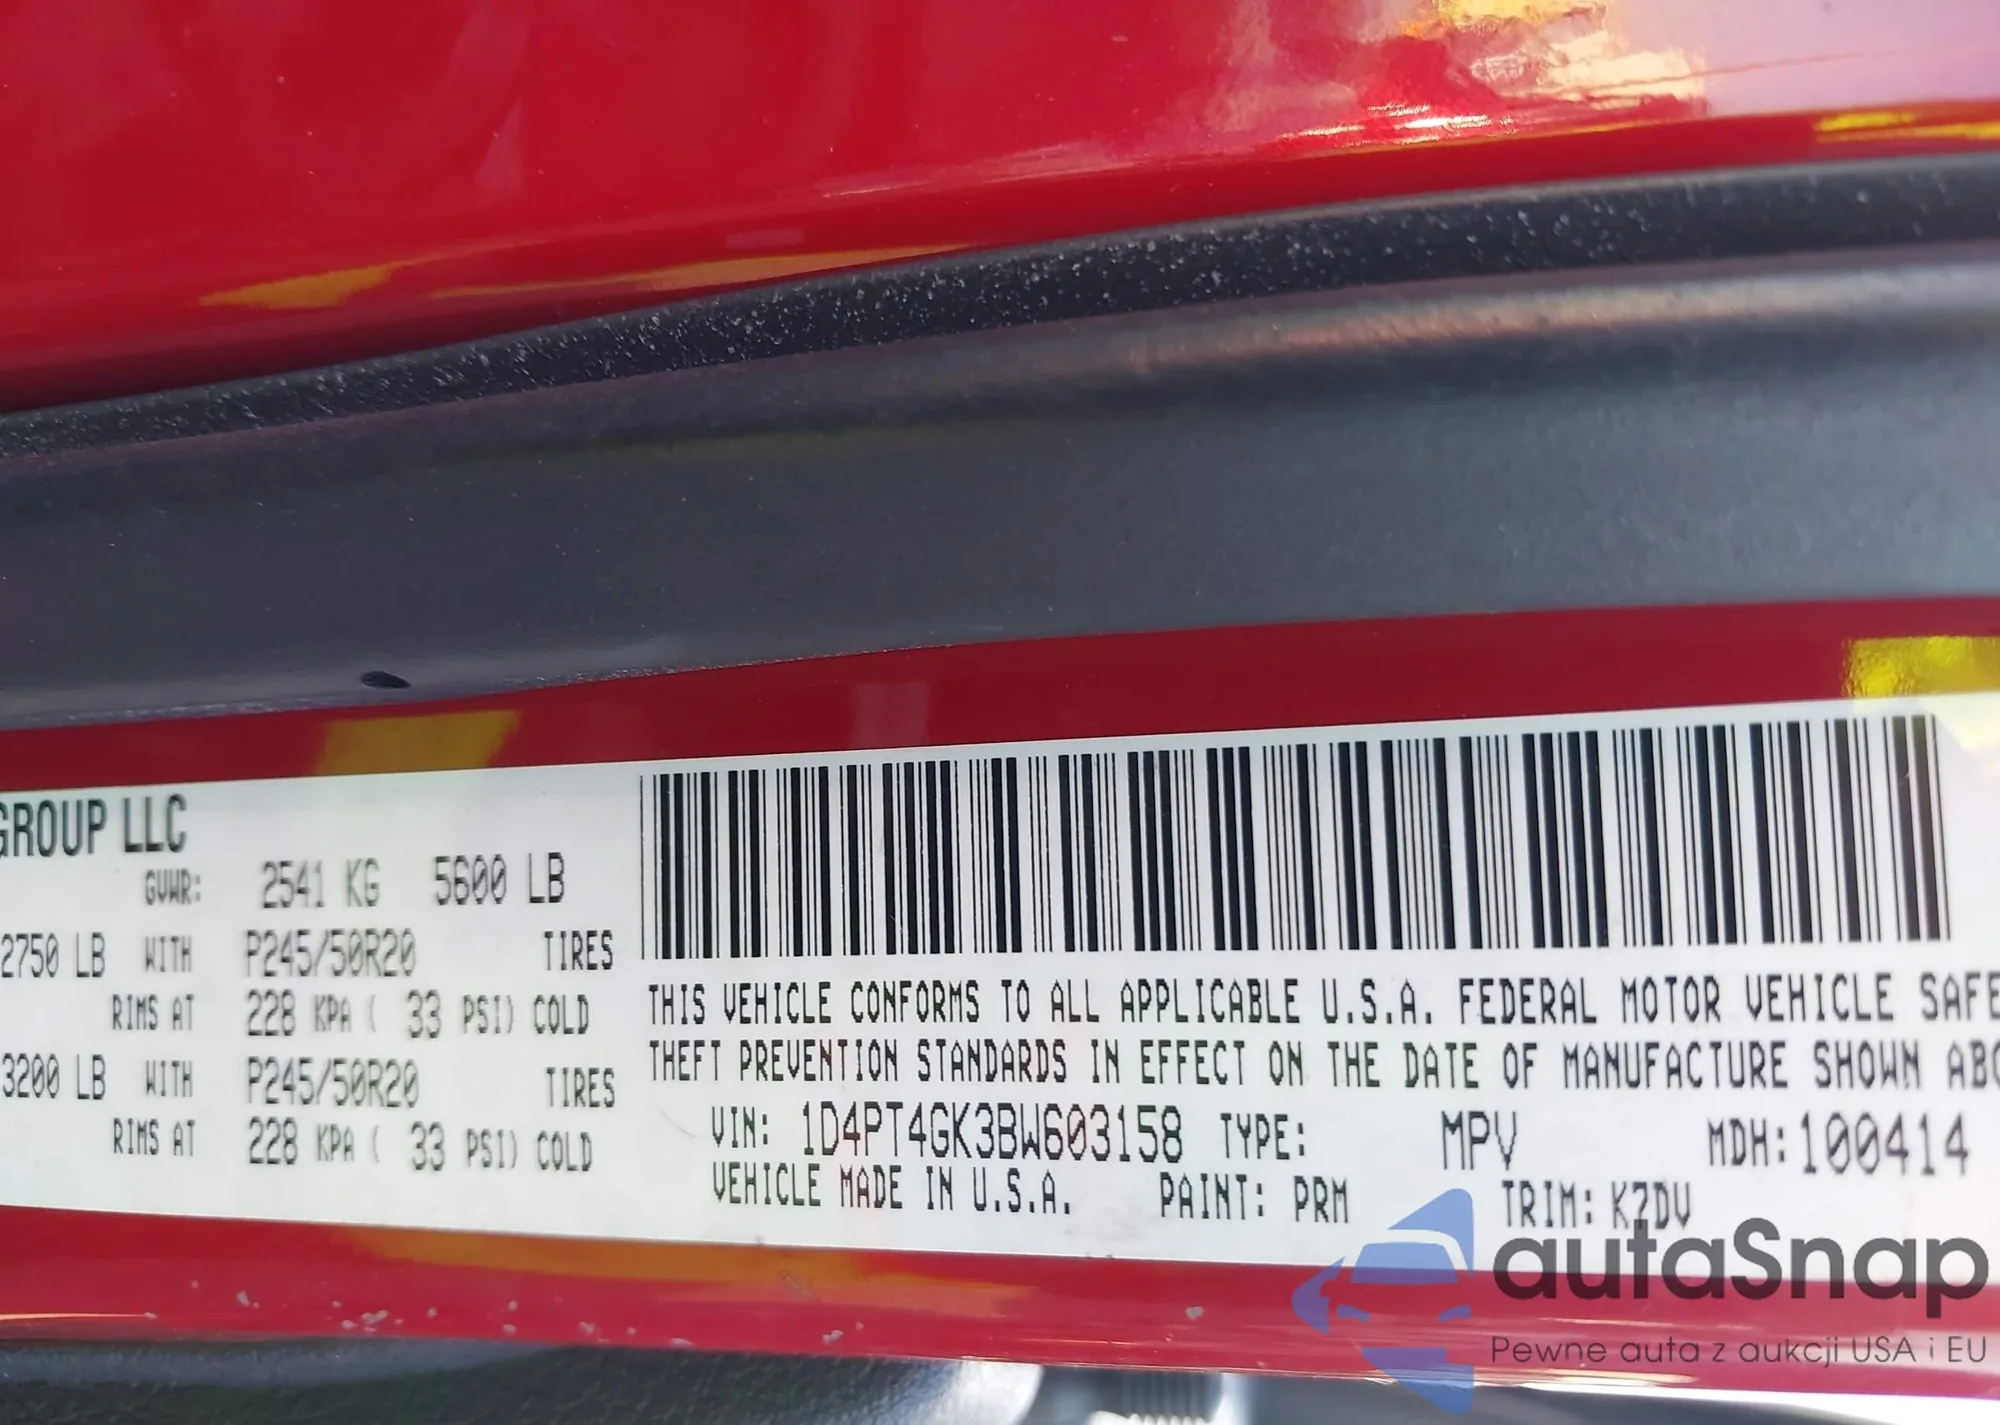 GROUP LLC
GVWR: 2541 KG 5600 LB
2750 LB WITH P245/50R20 TIRES
RIMS AT 228 KPA ( 33 PSI) COLD
3200 LB WITH P245/50R20 TIRES
RIMS AT 228 KPA ( 33 PSI) COLD
THIS VEHICLE CONFORMS TO ALL APPLICABLE U.S.A. FEDERAL MOTOR VEHICLE SAFE
THEFT PREVENTION STANDARDS IN EFFECT ON THE DATE OF MANUFACTURE SHOWN ABO
VIN: 1D4PT4GK3BW603158 TYPE: MPV MDH:100414
VEHICLE MADE IN U.S.A. PAINT: PRM TRIM: K7DV
autaSnap
Pewne auta z aukcji USA i EU